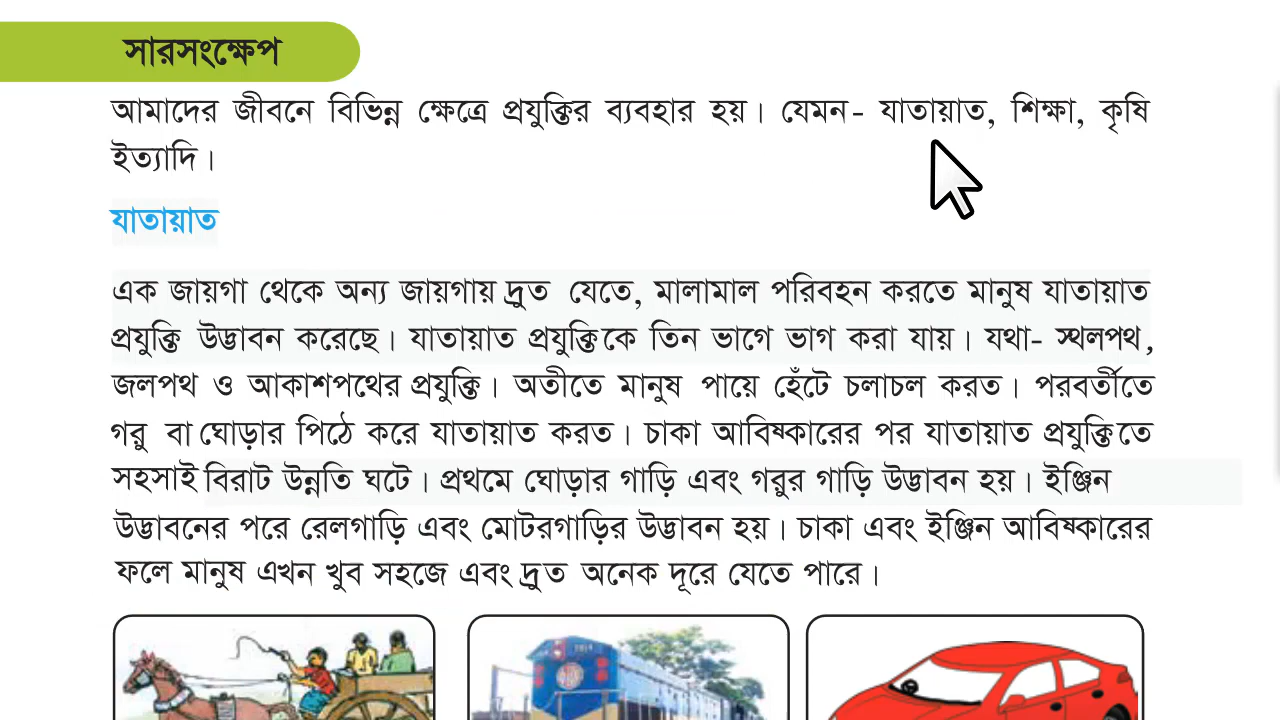 সারসংক্ষেপ
আমাদের জীবনে বিভিন্ন ক্ষেত্রে প্রযুক্তির ব্যবহার হয়। যেমন- যাতায়াত, শিক্ষা, কৃষি
ইত্যাদি।
যাতায়াত
এক জায়গা থেকে অন্য জায়গায় দ্রুত যেতে, মালামাল পরিবহন করতে মানুষ যাতায়াত
প্রযুক্তি উদ্ভাবন করেছে। যাতায়াত প্রযুক্তিকে তিন ভাগে ভাগ করা যায়। যথা- স্থলপথ,
জলপথ ও আকাশপথের প্রযুক্তি। অতীতে মানুষ পায়ে হেঁটে চলাচল করত। পরবর্তীতে
গরু বা ঘোড়ার পিঠে করে যাতায়াত করত। চাকা আবিষ্কারের পর যাতায়াত প্রযুক্তিতে
সহসাই বিরাট উন্নতি ঘটে। প্রথমে ঘোড়ার গাড়ি এবং গরুর গাড়ি উদ্ভাবন হয়। ইঞ্জিন
উদ্ভাবনের পরে রেলগাড়ি এবং মোটরগাড়ির উদ্ভাবন হয়। চাকা এবং ইঞ্জিন আবিষ্কারের
ফলে মানুষ এখন খুব সহজে এবং দ্রুত অনেক দূরে যেতে পারে।